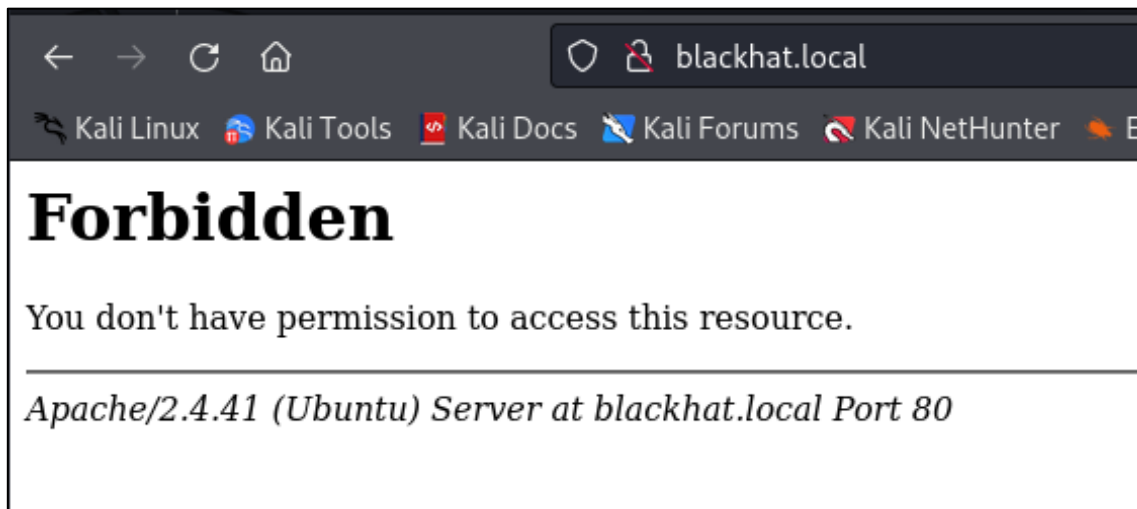 blackhat.local
Kali Linux Kali Tools Kali Docs Kali Forums Kali NetHunter E
Forbidden
You don't have permission to access this resource.
Apache/2.4.41 (Ubuntu) Server at blackhat.local Port 80